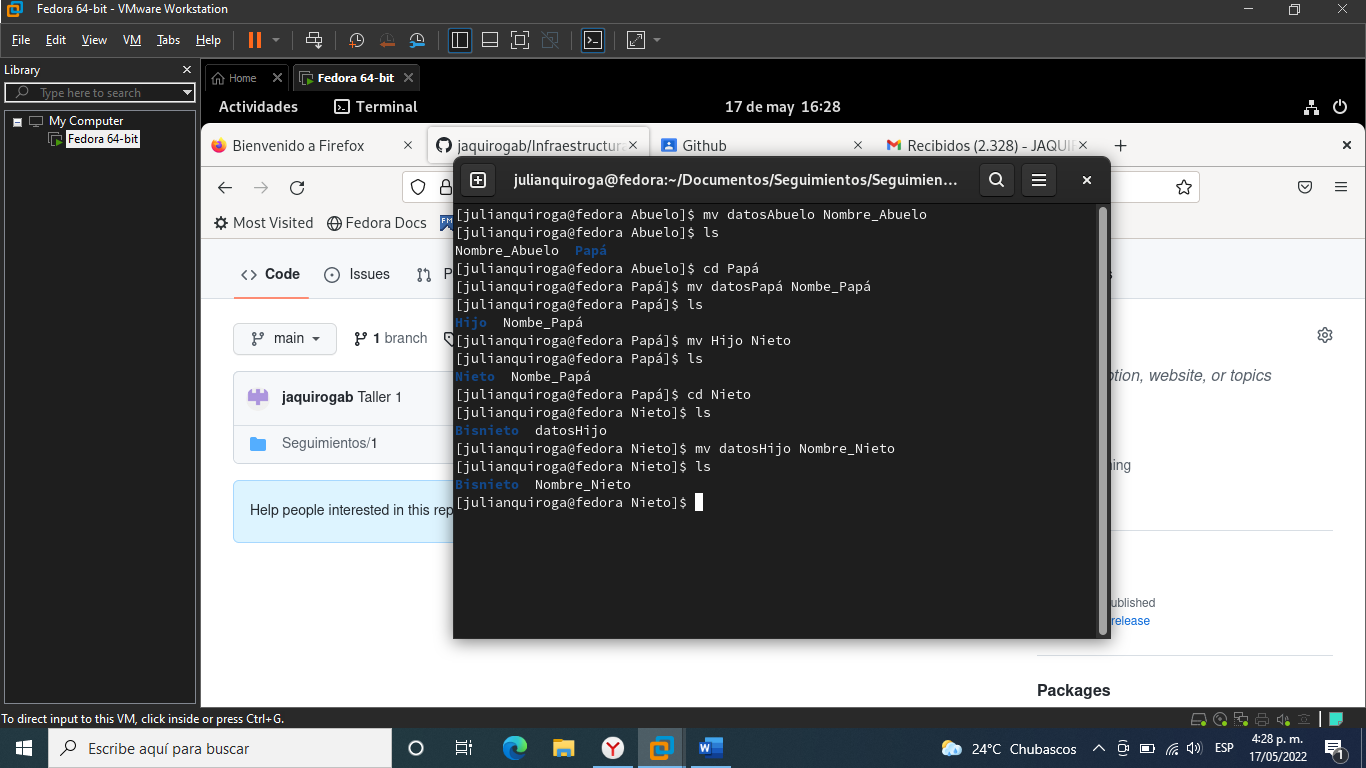 Fedora 64-bit - VMware Workstation
File Edit View VM Tabs Help
Library
Type here to search
My Computer
Fedora 64-bit
Home
Fedora 64-bit
Actividades Terminal 17 de may 16:28
Bienvenido a Firefox
jaquirogab/Infraestructura
Github
Recibidos (2.328) - JAQUI
julianquiroga@fedora:~/Documentos/Seguimientos/Seguimien...
Most Visited Fedora Docs
Code Issues
main 1 branch
jaquirogab Taller 1
Seguimientos/1
Help people interested in this rep
[julianquiroga@fedora Abuelo]$ mv datosAbuelo Nombre_Abuelo
[julianquiroga@fedora Abuelo]$ ls
Nombre_Abuelo Papá
[julianquiroga@fedora Abuelo]$ cd Papá
[julianquiroga@fedora Papá]$ mv datosPapá Nombe_Papá
[julianquiroga@fedora Papá]$ ls
Hijo Nombe_Papá
[julianquiroga@fedora Papá]$ mv Hijo Nieto
[julianquiroga@fedora Papá]$ ls
Nieto Nombe_Papá
[julianquiroga@fedora Papá]$ cd Nieto
[julianquiroga@fedora Nieto]$ ls
Bisnieto datosHijo
[julianquiroga@fedora Nieto]$ mv datosHijo Nombre_Nieto
[julianquiroga@fedora Nieto]$ ls
Bisnieto Nombre_Nieto
[julianquiroga@fedora Nieto]$
tion, website, or topics
ublished
release
Packages
To direct input to this VM, click inside or press Ctrl+G.
Escribe aquí para buscar
24°C Chubascos
ESP
4:28 p. m.
17/05/2022
1